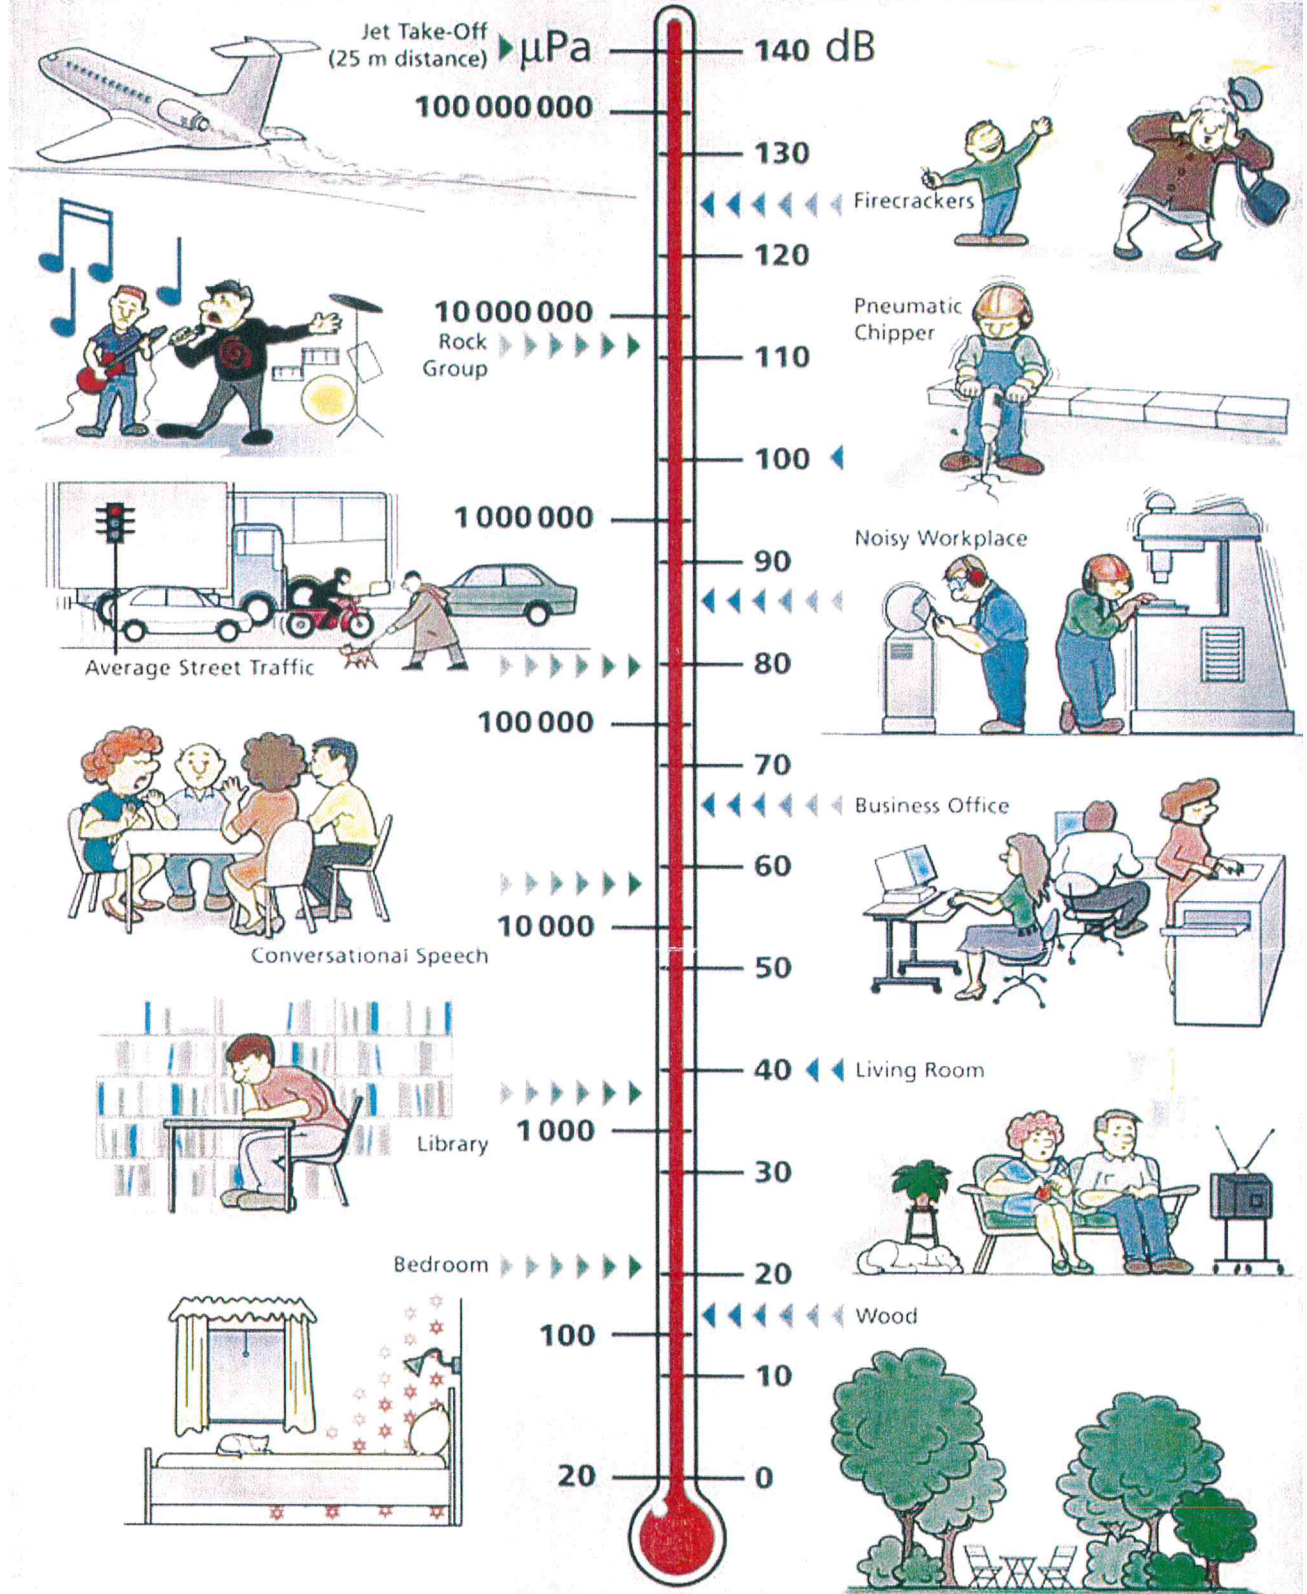 Jet Take-Off
(25 m distance)
µPa
140 dB
100 000 000
130
Firecrackers
120
10 000 000
Pneumatic
Chipper
Rock
Group
110
100
1 000 000
Noisy Workplace
90
Average Street Traffic
80
100 000
70
Business Office
60
10 000
Conversational Speech
50
40
Living Room
Library
1 000
30
Bedroom
20
Wood
100
10
20
0